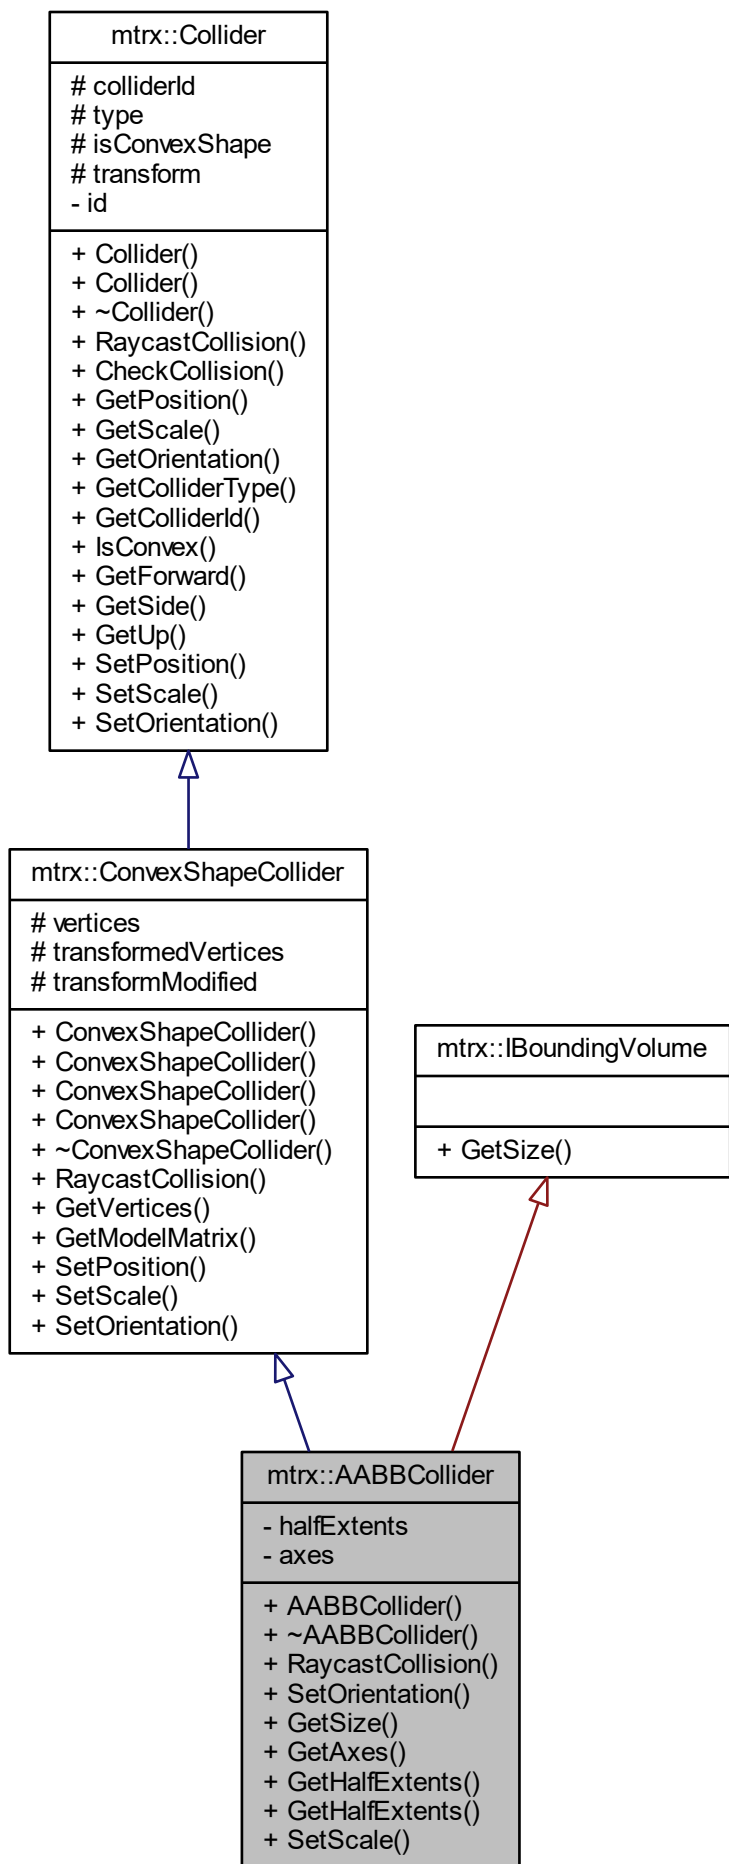 mtrx::Collider
# colliderId
# type
# isConvexShape
# transform
- id
+ Collider()
+ Collider()
+ ~Collider()
+ RaycastCollision()
+ CheckCollision()
+ GetPosition()
+ GetScale()
+ GetOrientation()
+ GetColliderType()
+ GetColliderId()
+ IsConvex()
+ GetForward()
+ GetSide()
+ GetUp()
+ SetPosition()
+ SetScale()
+ SetOrientation()
mtrx::ConvexShapeCollider
# vertices
# transformedVertices
# transformModified
+ ConvexShapeCollider()
+ ConvexShapeCollider()
+ ConvexShapeCollider()
+ ConvexShapeCollider()
+ ~ConvexShapeCollider()
+ RaycastCollision()
+ GetVertices()
+ GetModelMatrix()
+ SetPosition()
+ SetScale()
+ SetOrientation()
mtrx::IBoundingVolume
+ GetSize()
mtrx::AABBCollider
- halfExtents
- axes
+ AABBCollider()
+ ~AABBCollider()
+ RaycastCollision()
+ SetOrientation()
+ GetSize()
+ GetAxes()
+ GetHalfExtents()
+ GetHalfExtents()
+ SetScale()